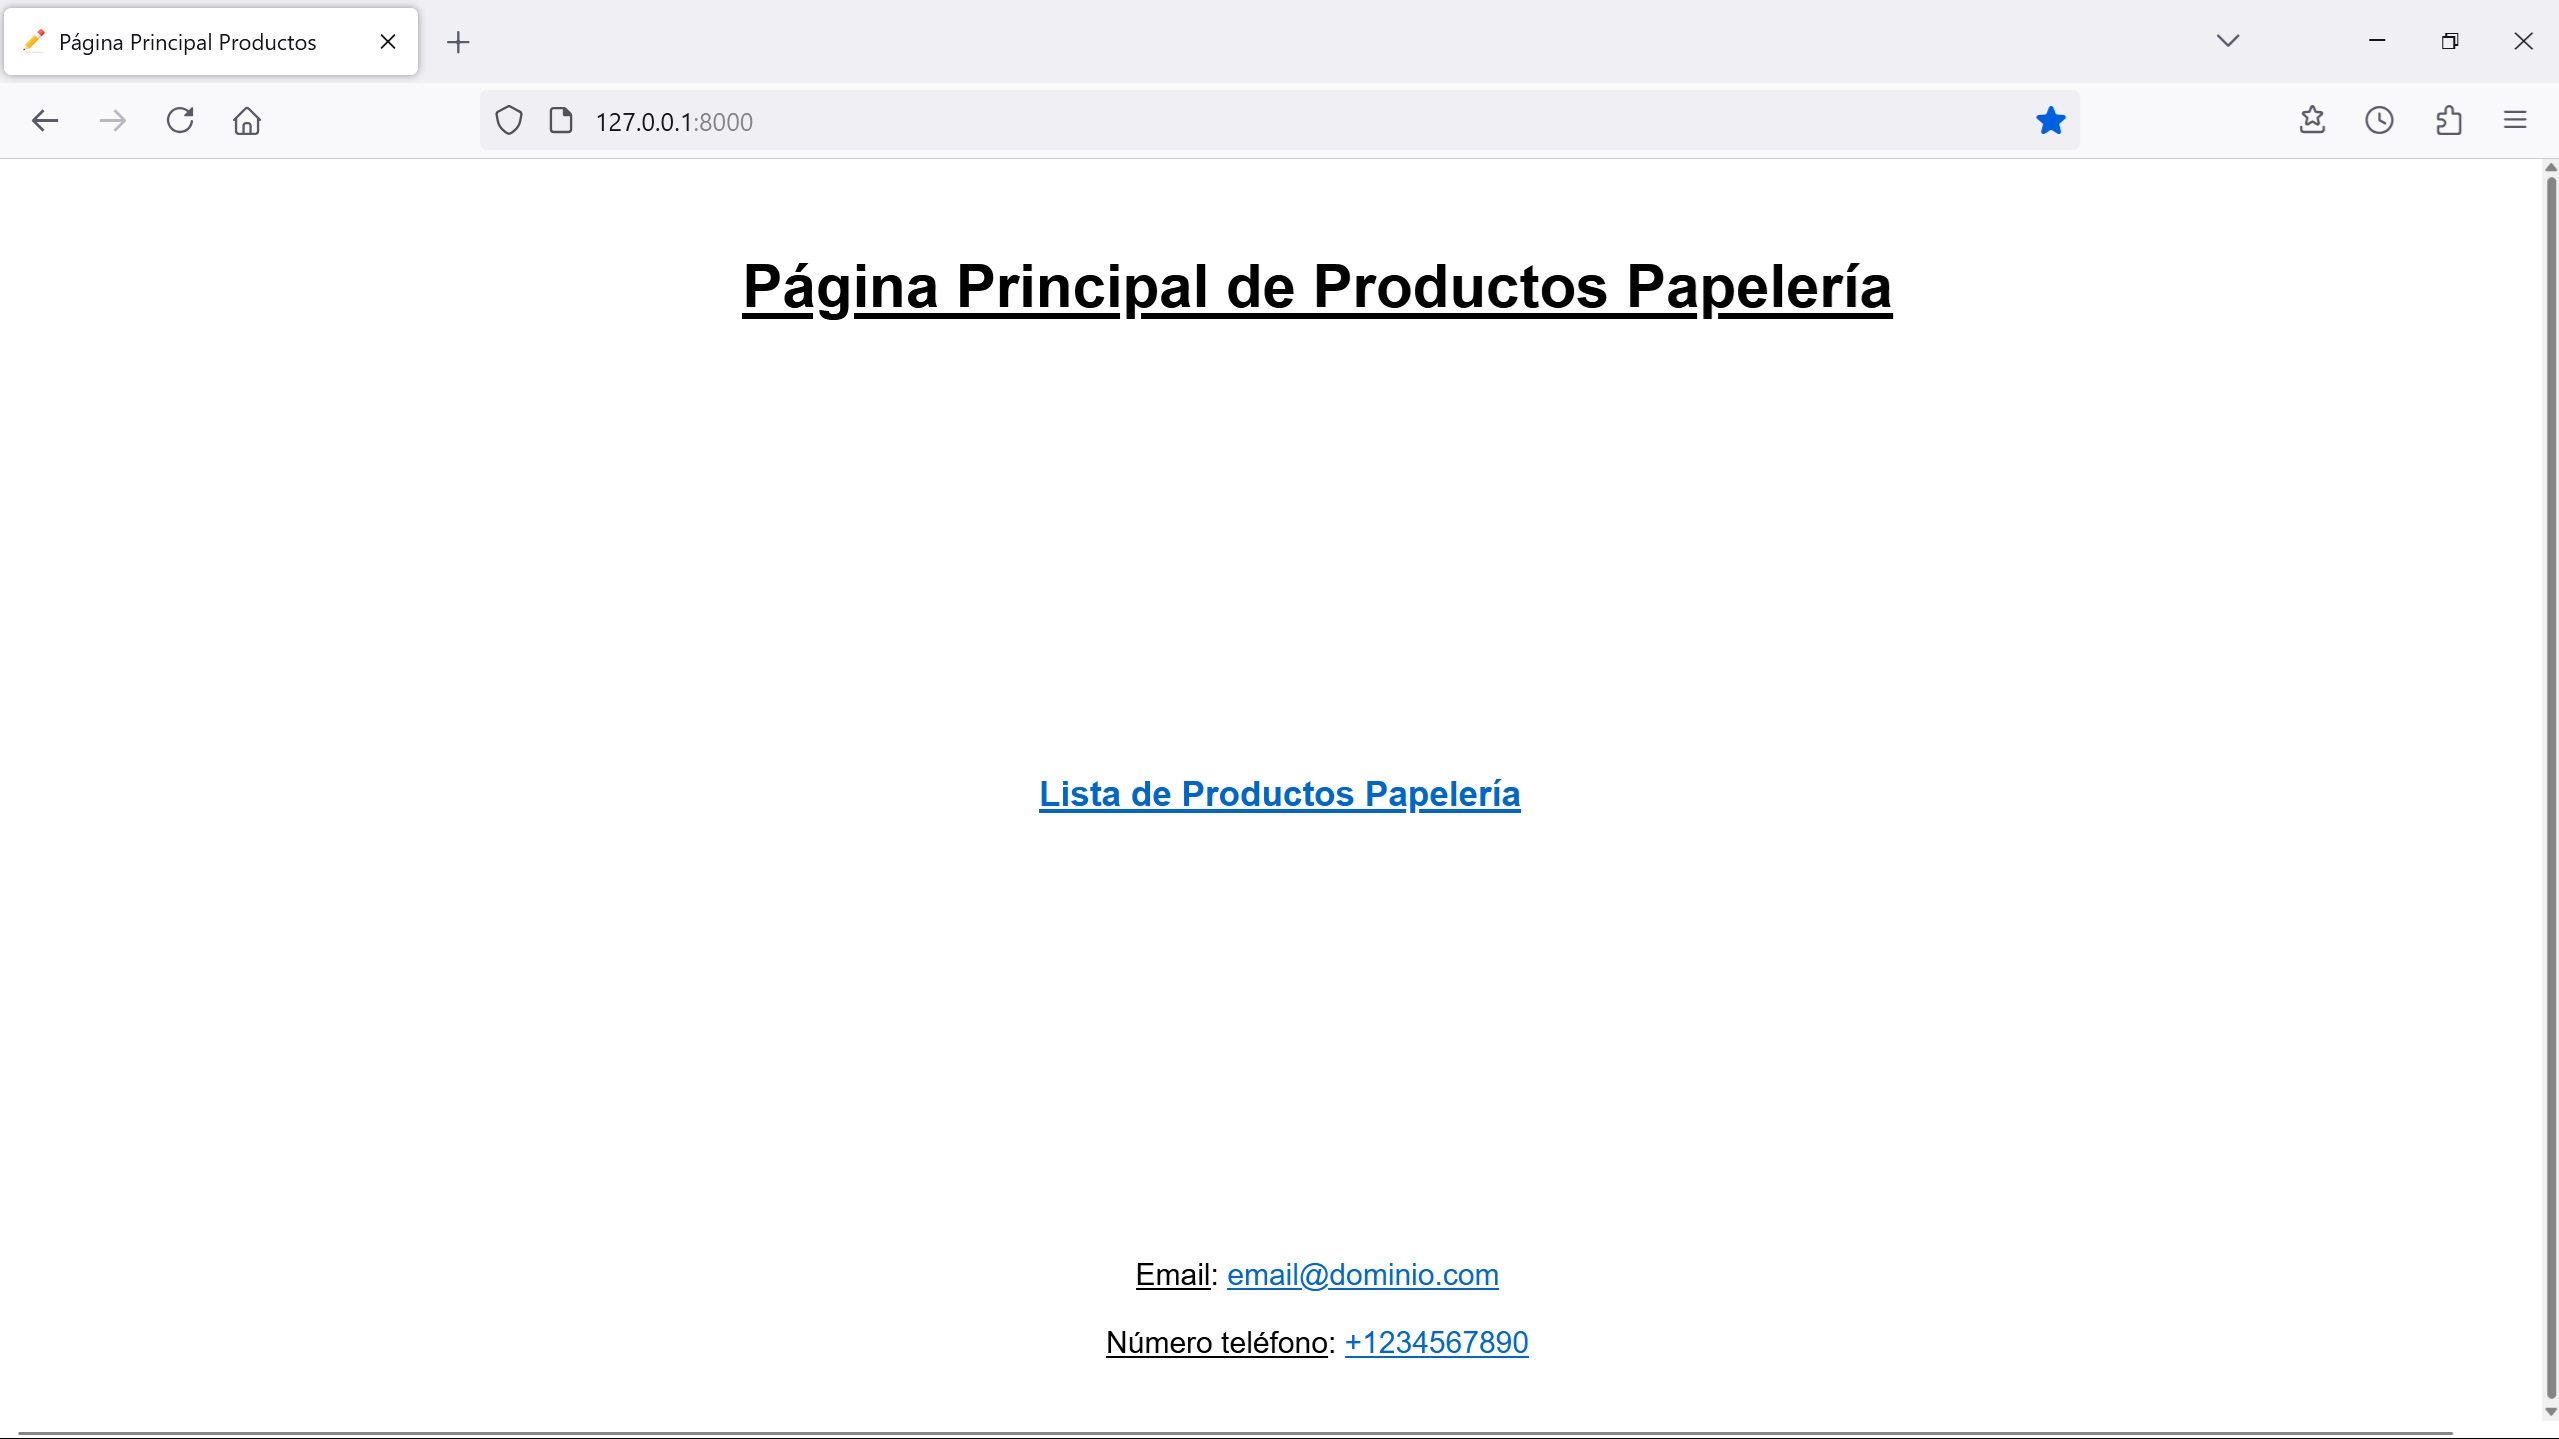 Página Principal Productos
127.0.0.1:8000
Página Principal de Productos Papelería
Lista de Productos Papelería
Email: email@dominio.com
Número teléfono: +1234567890